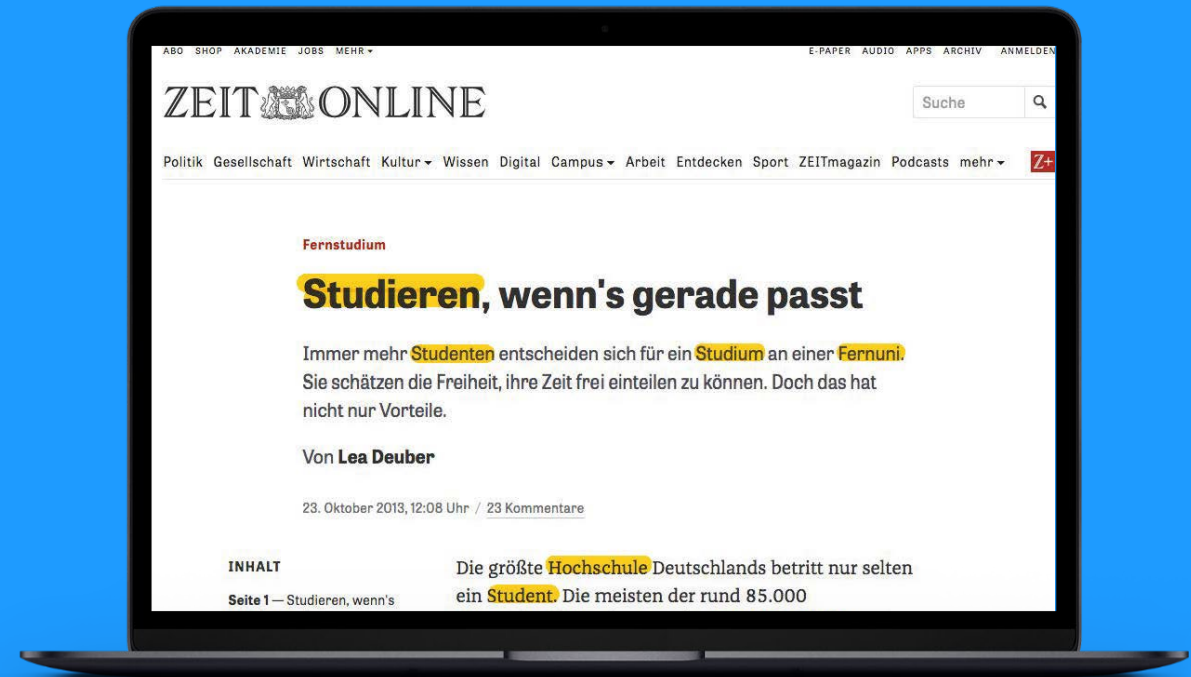 ABO SHOP AKADEMIE JOBS MEHR
E-PAPER AUDIO APPS ARCHIV ANMELDEN
ZEIT ONLINE
Suche
Politik Gesellschaft Wirtschaft Kultur Wissen Digital Campus Arbeit Entdecken Sport ZEITmagazin Podcasts mehr Z+
Fernstudium
Studieren, wenn's gerade passt
Immer mehr Studenten entscheiden sich für ein Studium an einer Fernuni.
Sie schätzen die Freiheit, ihre Zeit frei einteilen zu können. Doch das hat
nicht nur Vorteile.
Von Lea Deuber
23. Oktober 2013, 12:08 Uhr / 23 Kommentare
INHALT
Seite 1 — Studieren, wenn's
Die größte Hochschule Deutschlands betritt nur selten
ein Student. Die meisten der rund 85.000